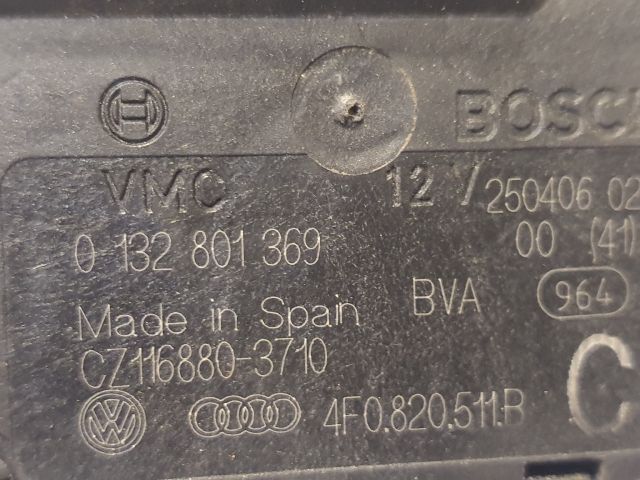 BOSCH
VMC 12 V 250406 02
0 132 801 369 00 (41)
Made in Spain BVA 964
CZ116880-3710 C
4F0.820.511.B